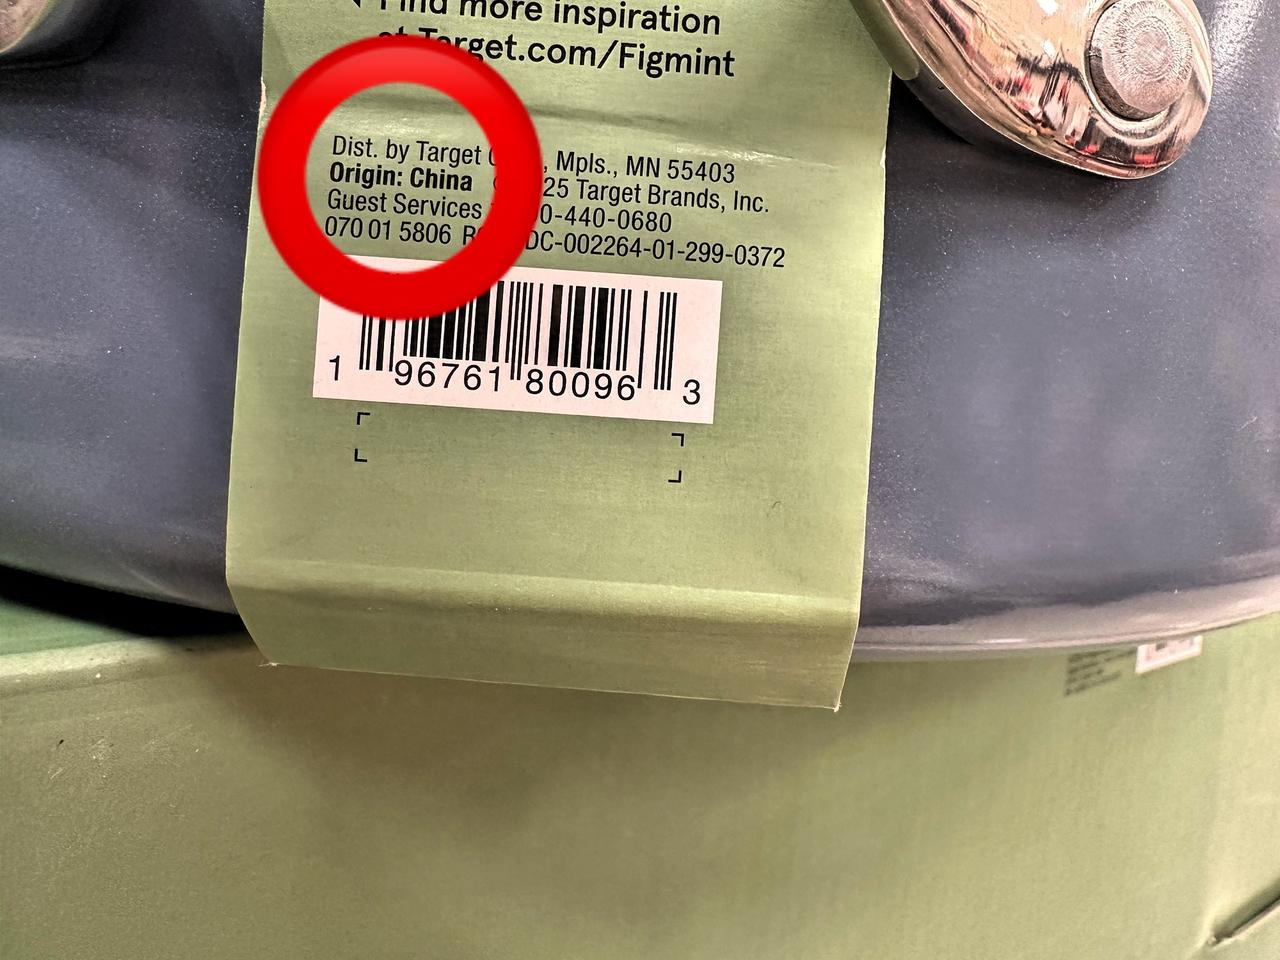 Find more inspiration
at Target.com/Figmint
Dist. by Target , Mpls., MN 55403
Origin: China 25 Target Brands, Inc.
Guest Services 0-440-0680
070 01 5806 DC-002264-01-299-0372
1 96761 80096 3